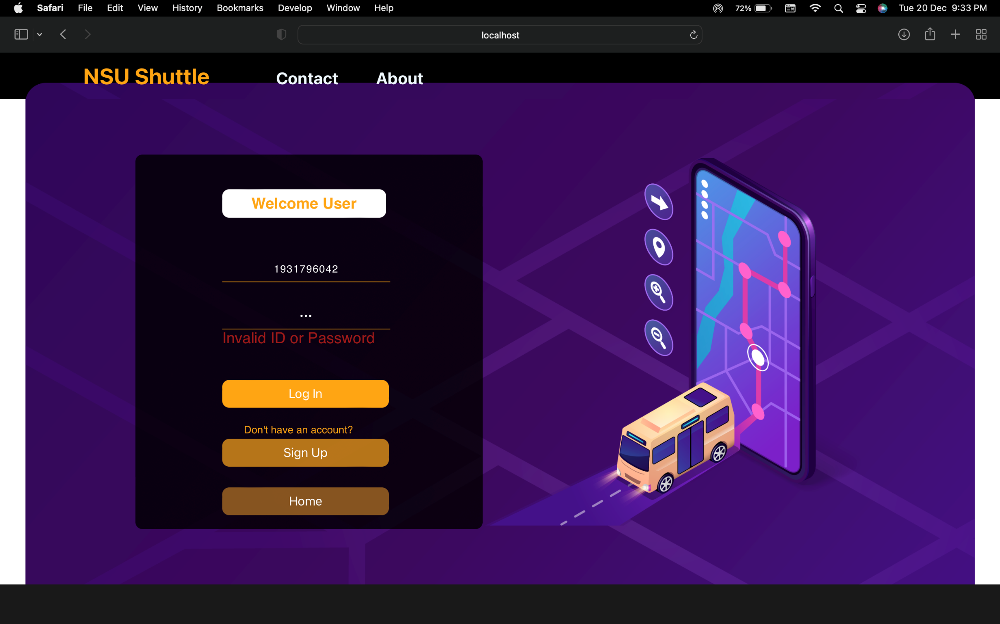 Safari File Edit View History Bookmarks Develop Window Help 72% Tue 20 Dec 9:33 PM
localhost
NSU Shuttle Contact About
Welcome User
1931796042
•••
Invalid ID or Password
Log In
Don't have an account?
Sign Up
Home